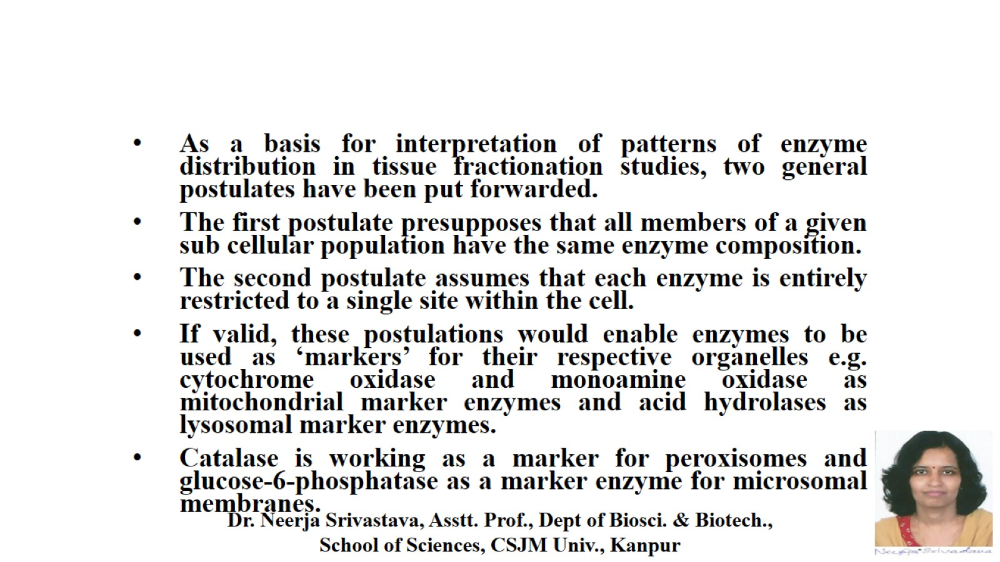 • As a basis for interpretation of patterns of enzyme
distribution in tissue fractionation studies, two general
postulates have been put forwarded.
• The first postulate presupposes that all members of a given
sub cellular population have the same enzyme composition.
• The second postulate assumes that each enzyme is entirely
restricted to a single site within the cell.
• If valid, these postulations would enable enzymes to be
used as ‘markers’ for their respective organelles e.g.
cytochrome oxidase and monoamine oxidase as
mitochondrial marker enzymes and acid hydrolases as
lysosomal marker enzymes.
• Catalase is working as a marker for peroxisomes and
glucose-6-phosphatase as a marker enzyme for microsomal
membranes.
Dr. Neerja Srivastava, Asstt. Prof., Dept of Biosci. & Biotech.,
School of Sciences, CSJM Univ., Kanpur
Neerja Srivastava